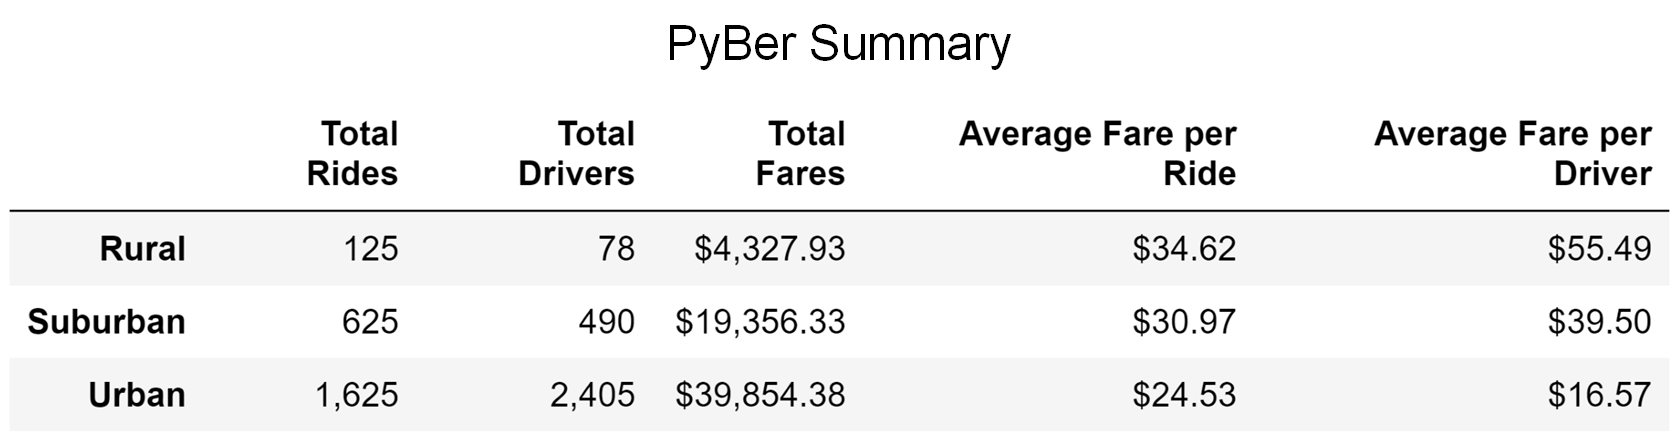 PyBer Summary
Total Rides Total Drivers Total Fares Average Fare per Ride Average Fare per Driver
Rural 125 78 $4,327.93 $34.62 $55.49
Suburban 625 490 $19,356.33 $30.97 $39.50
Urban 1,625 2,405 $39,854.38 $24.53 $16.57